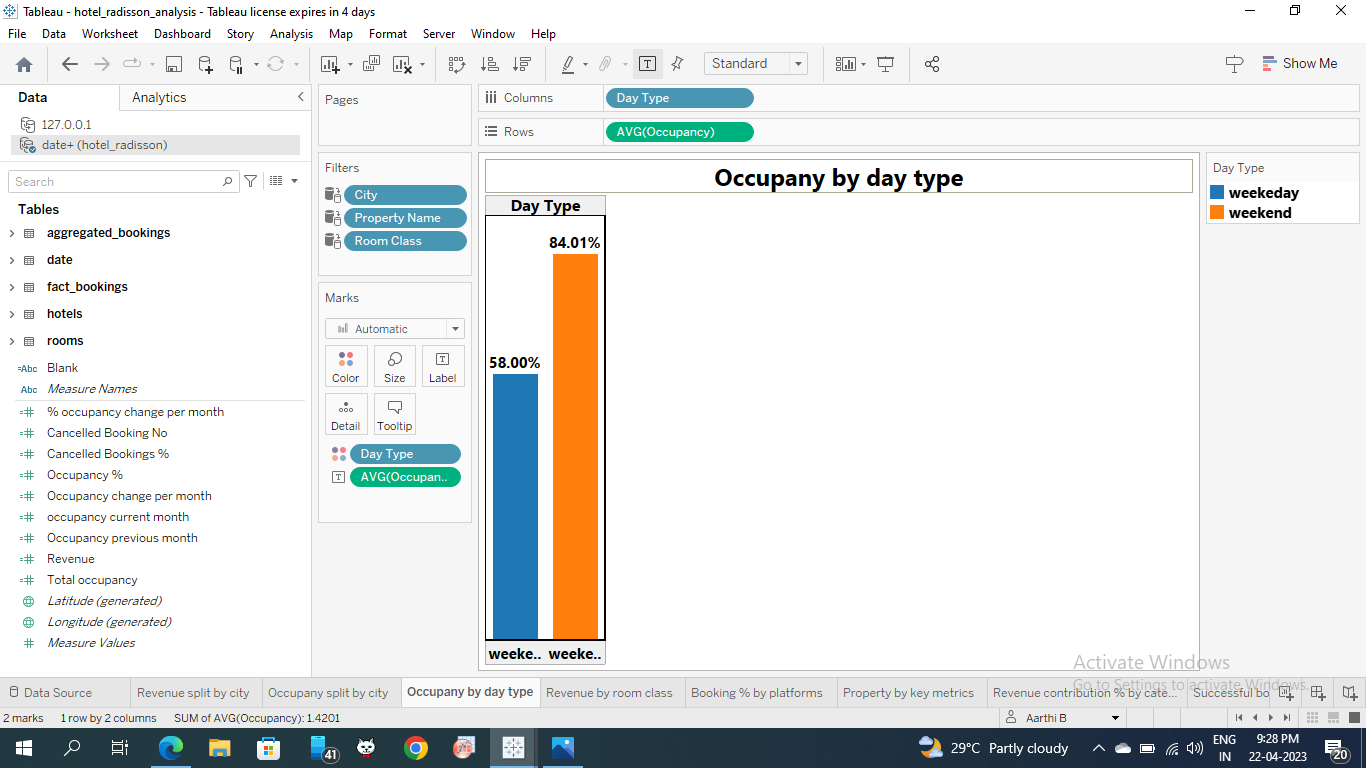 Tableau - hotel_radisson_analysis - Tableau license expires in 4 days
File Data Worksheet Dashboard Story Analysis Map Format Server Window Help
Standard
Show Me
Data Analytics
127.0.0.1
date+ (hotel_radisson)
Search
Tables
aggregated_bookings
date
fact_bookings
hotels
rooms
=Abc Blank
Abc Measure Names
=# % occupancy change per month
=# Cancelled Booking No
=# Cancelled Bookings %
=# Occupancy %
=# Occupancy change per month
=# occupancy current month
=# Occupancy previous month
=# Revenue
=# Total occupancy
Latitude (generated)
Longitude (generated)
# Measure Values
Pages
Filters
City
Property Name
Room Class
Marks
Automatic
Color Size T Label
Detail Tooltip
Day Type
T AVG(Occupan..
Columns Day Type
Rows AVG(Occupancy)
Occupany by day type
Day Type
84.01%
58.00%
weeke.. weeke..
Day Type
weekeday
weekend
Activate Windows
Go to Settings to activate Windows.
Data Source Revenue split by city Occupany split by city Occupany by day type Revenue by room class Booking % by platforms Property by key metrics Revenue contribution % by cate... Successful bo
2 marks 1 row by 2 columns SUM of AVG(Occupancy): 1.4201 Aarthi B
41 29°C Partly cloudy ENG 9:28 PM
IN 22-04-2023 20